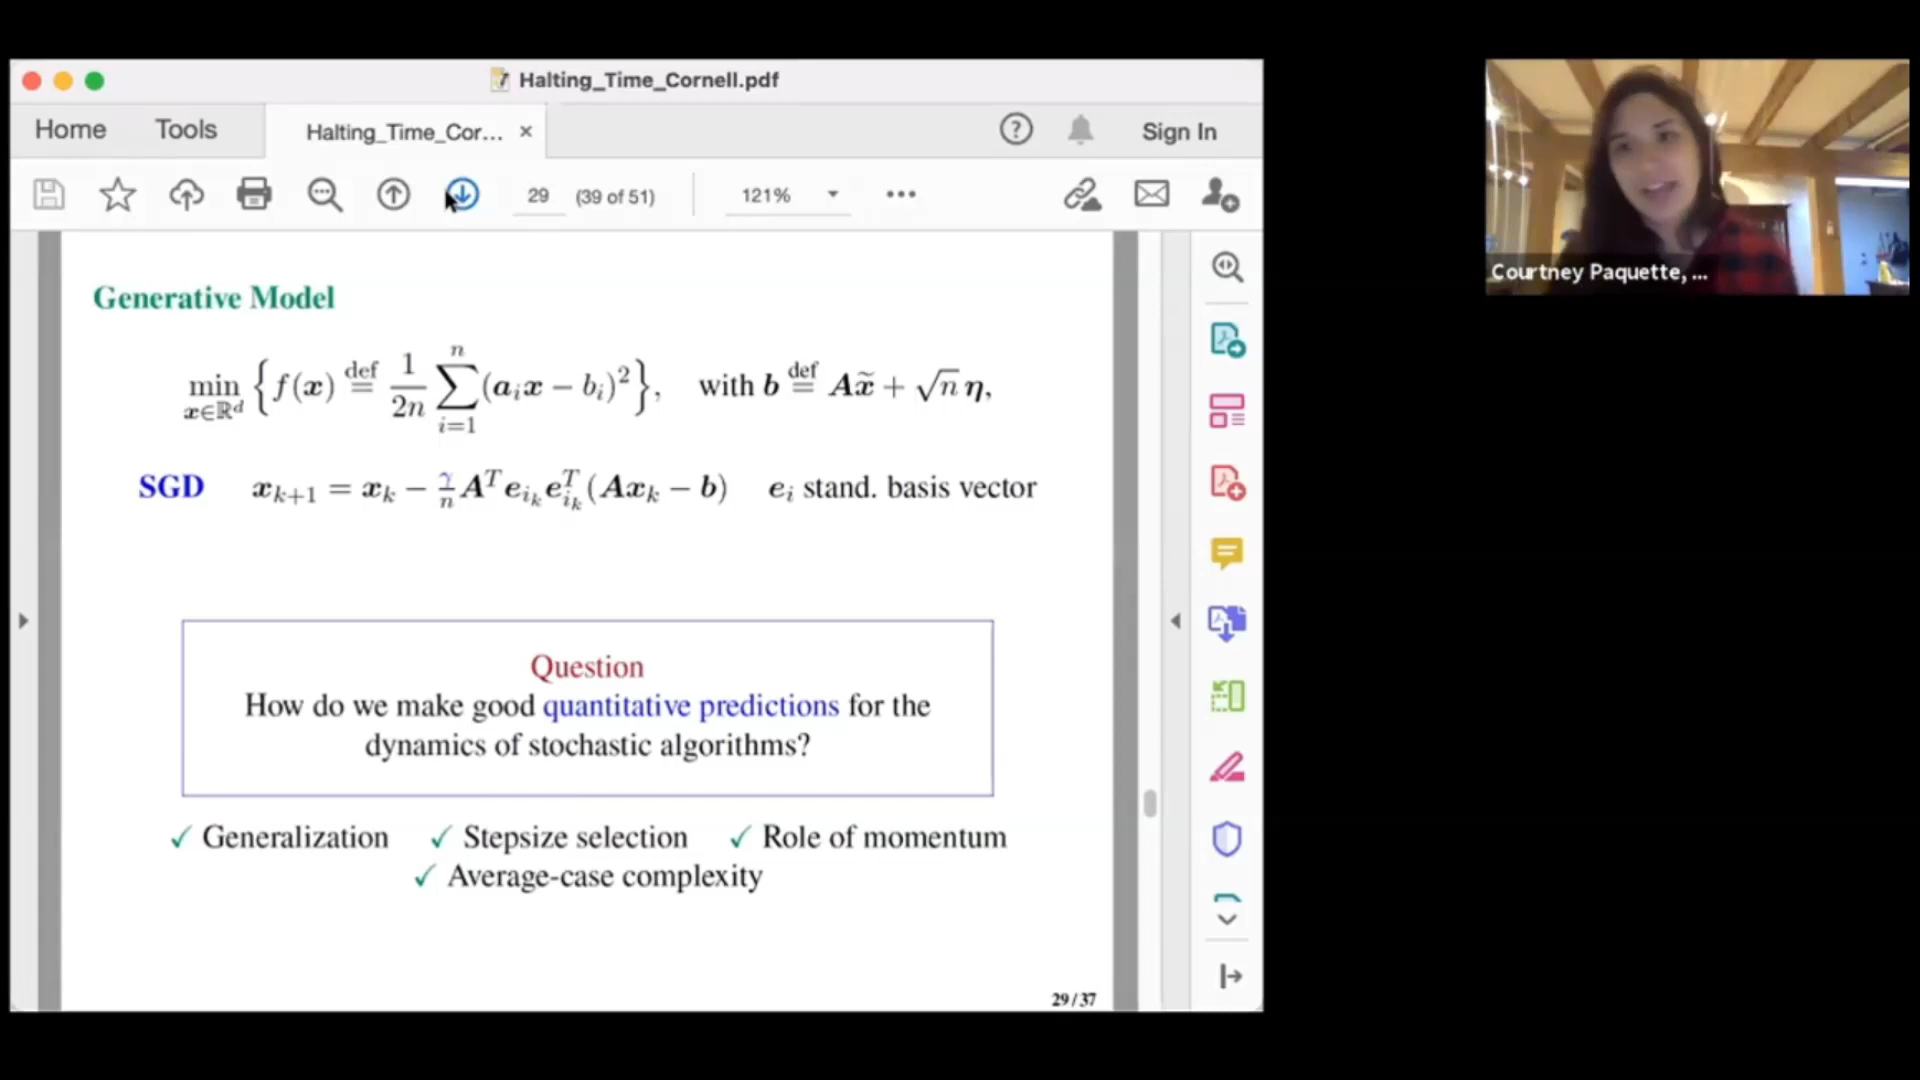 Halting_Time_Cornell.pdf
Home Tools Halting_Time_Cor... × Sign In
29 (39 of 51) 121%
Generative Model
min_{x∈ℝ^d} { f(x) def= 1/2n ∑_{i=1}^{n} (a_i x − b_i)² }, with b def= Ax̃ + √n η,
SGD x_{k+1} = x_k − γ/n A^T e_{i_k} e_{i_k}^T (Ax_k − b) e_i stand. basis vector
Question
How do we make good quantitative predictions for the
dynamics of stochastic algorithms?
✓ Generalization ✓ Stepsize selection ✓ Role of momentum
✓ Average-case complexity
29 / 37
Courtney Paquette, ...